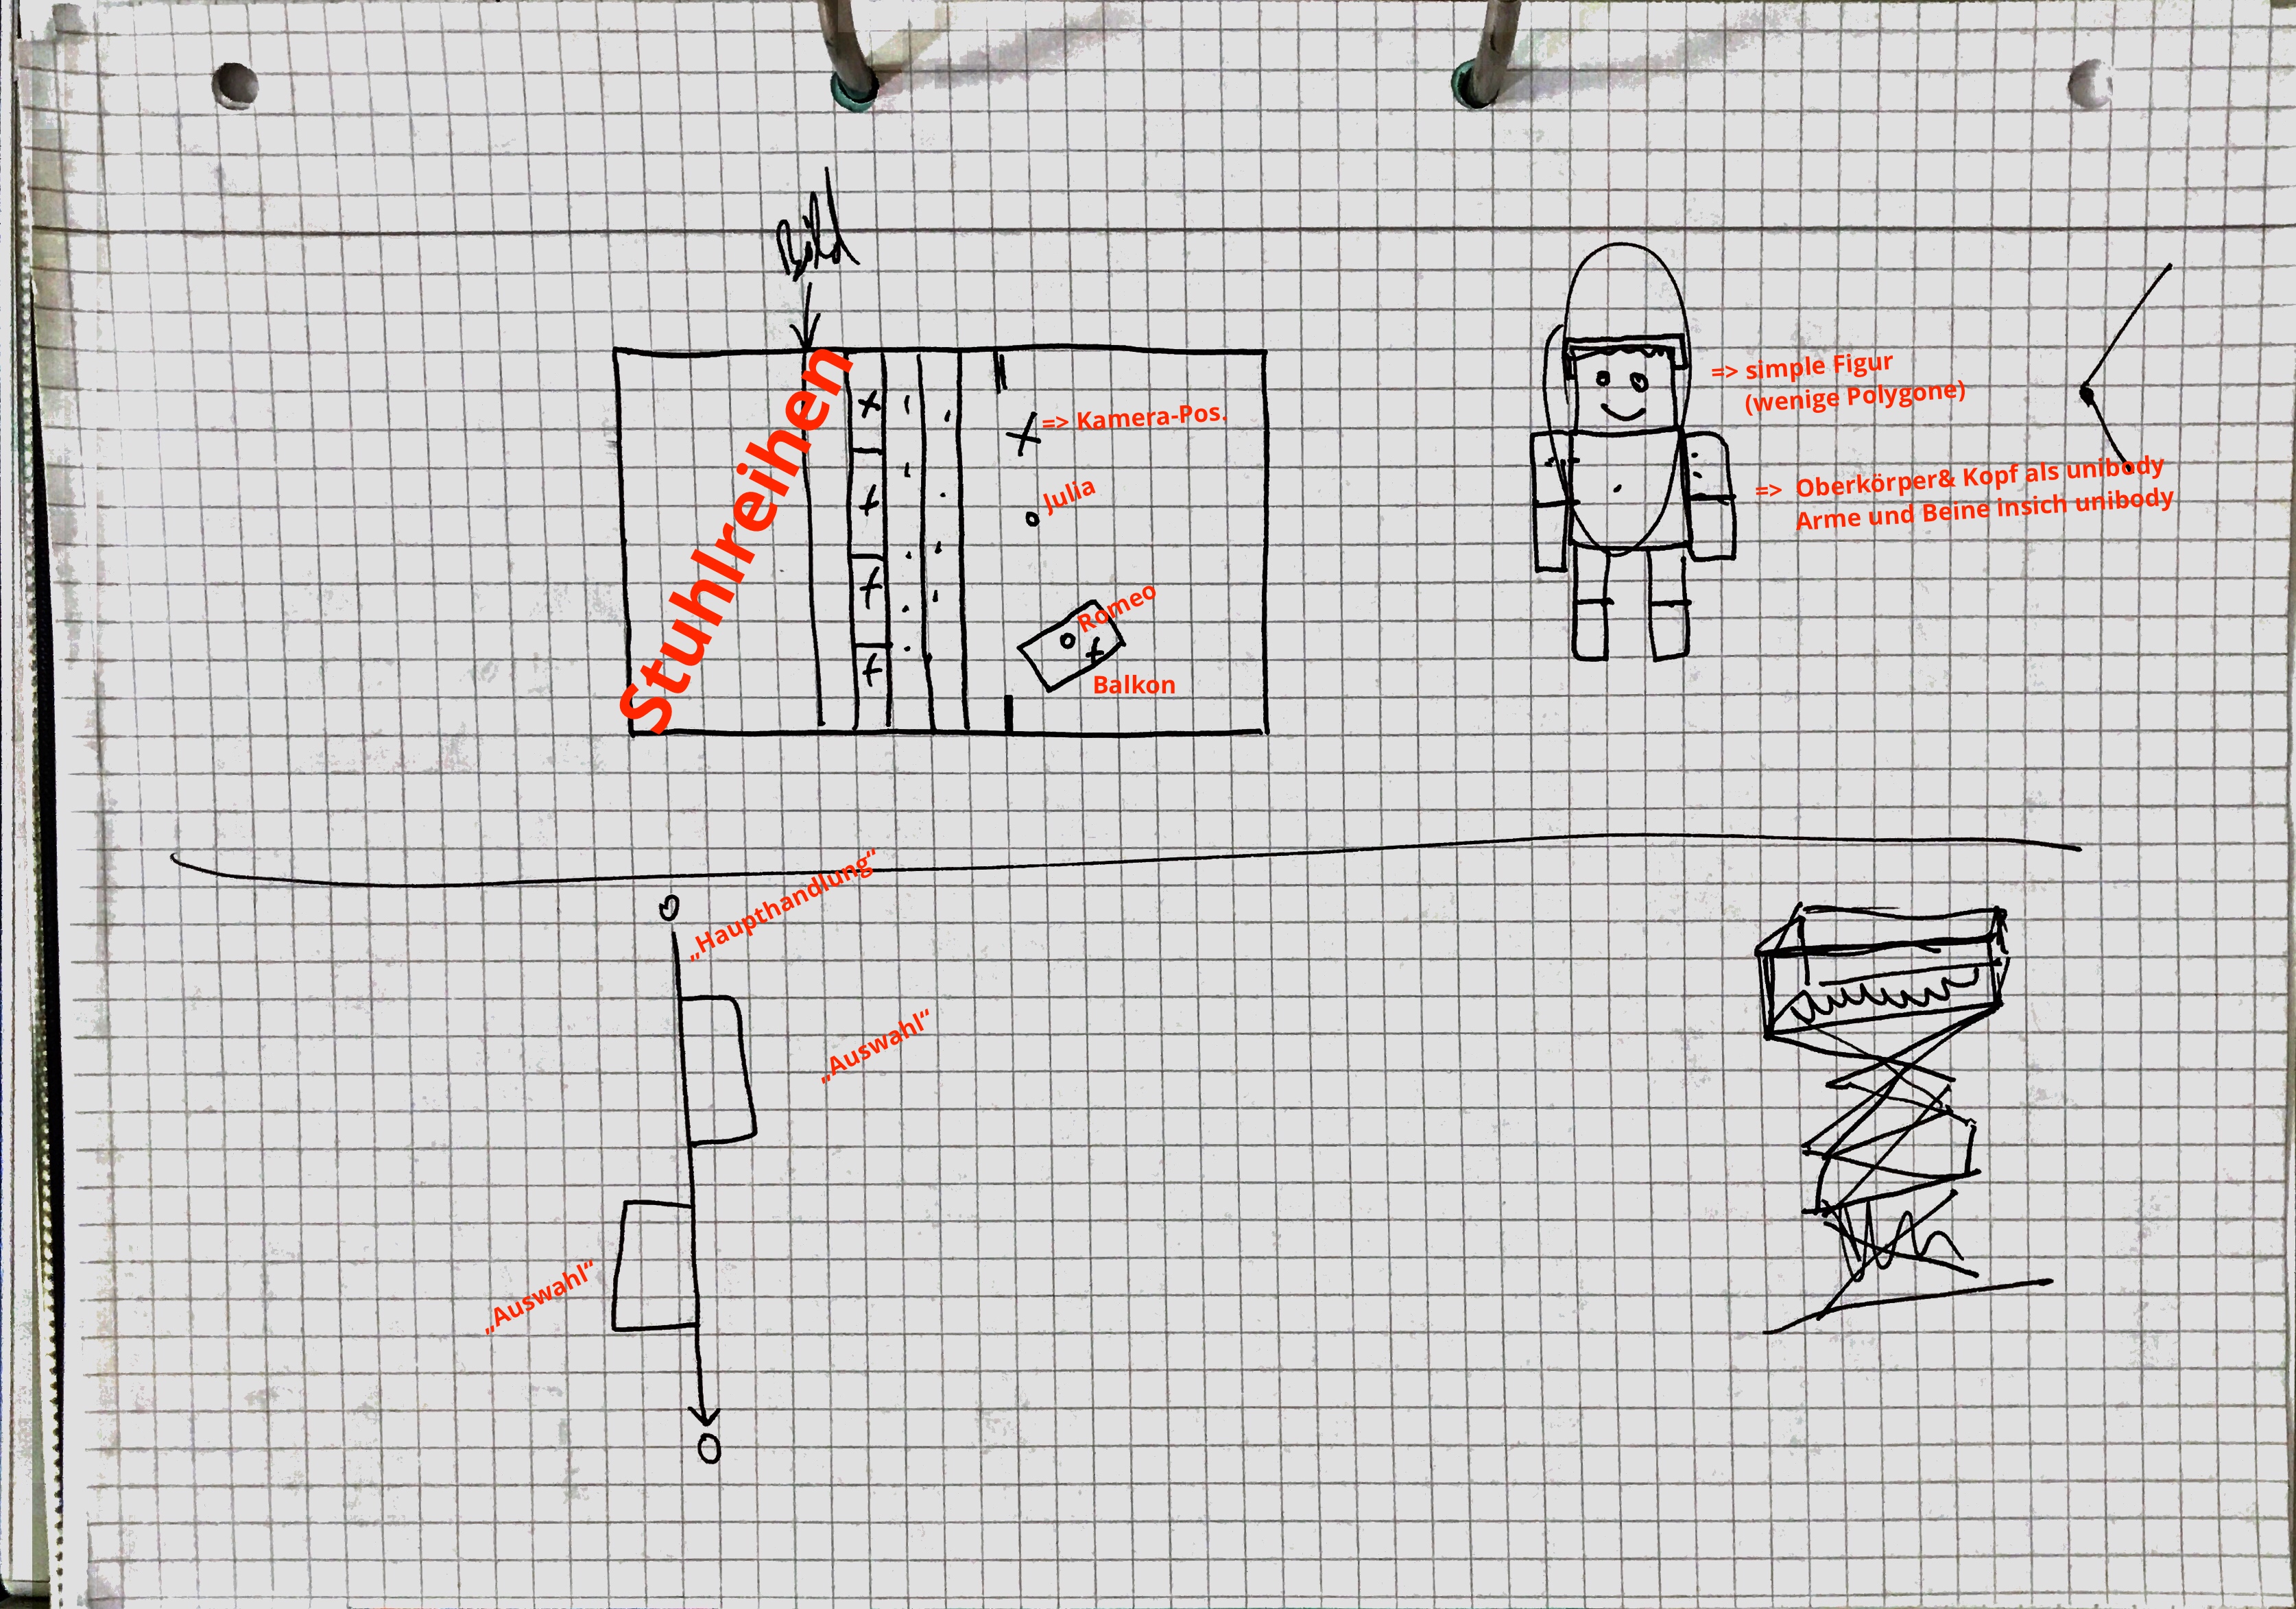 Bild
Stuhlreihen
=> Kamera-Pos.
Julia
Romeo
Balkon
=> simple Figur
(wenige Polygone)
=> Oberkörper& Kopf als unibody
Arme und Beine insich unibody
„Haupthandlung“
„Auswahl“
„Auswahl“